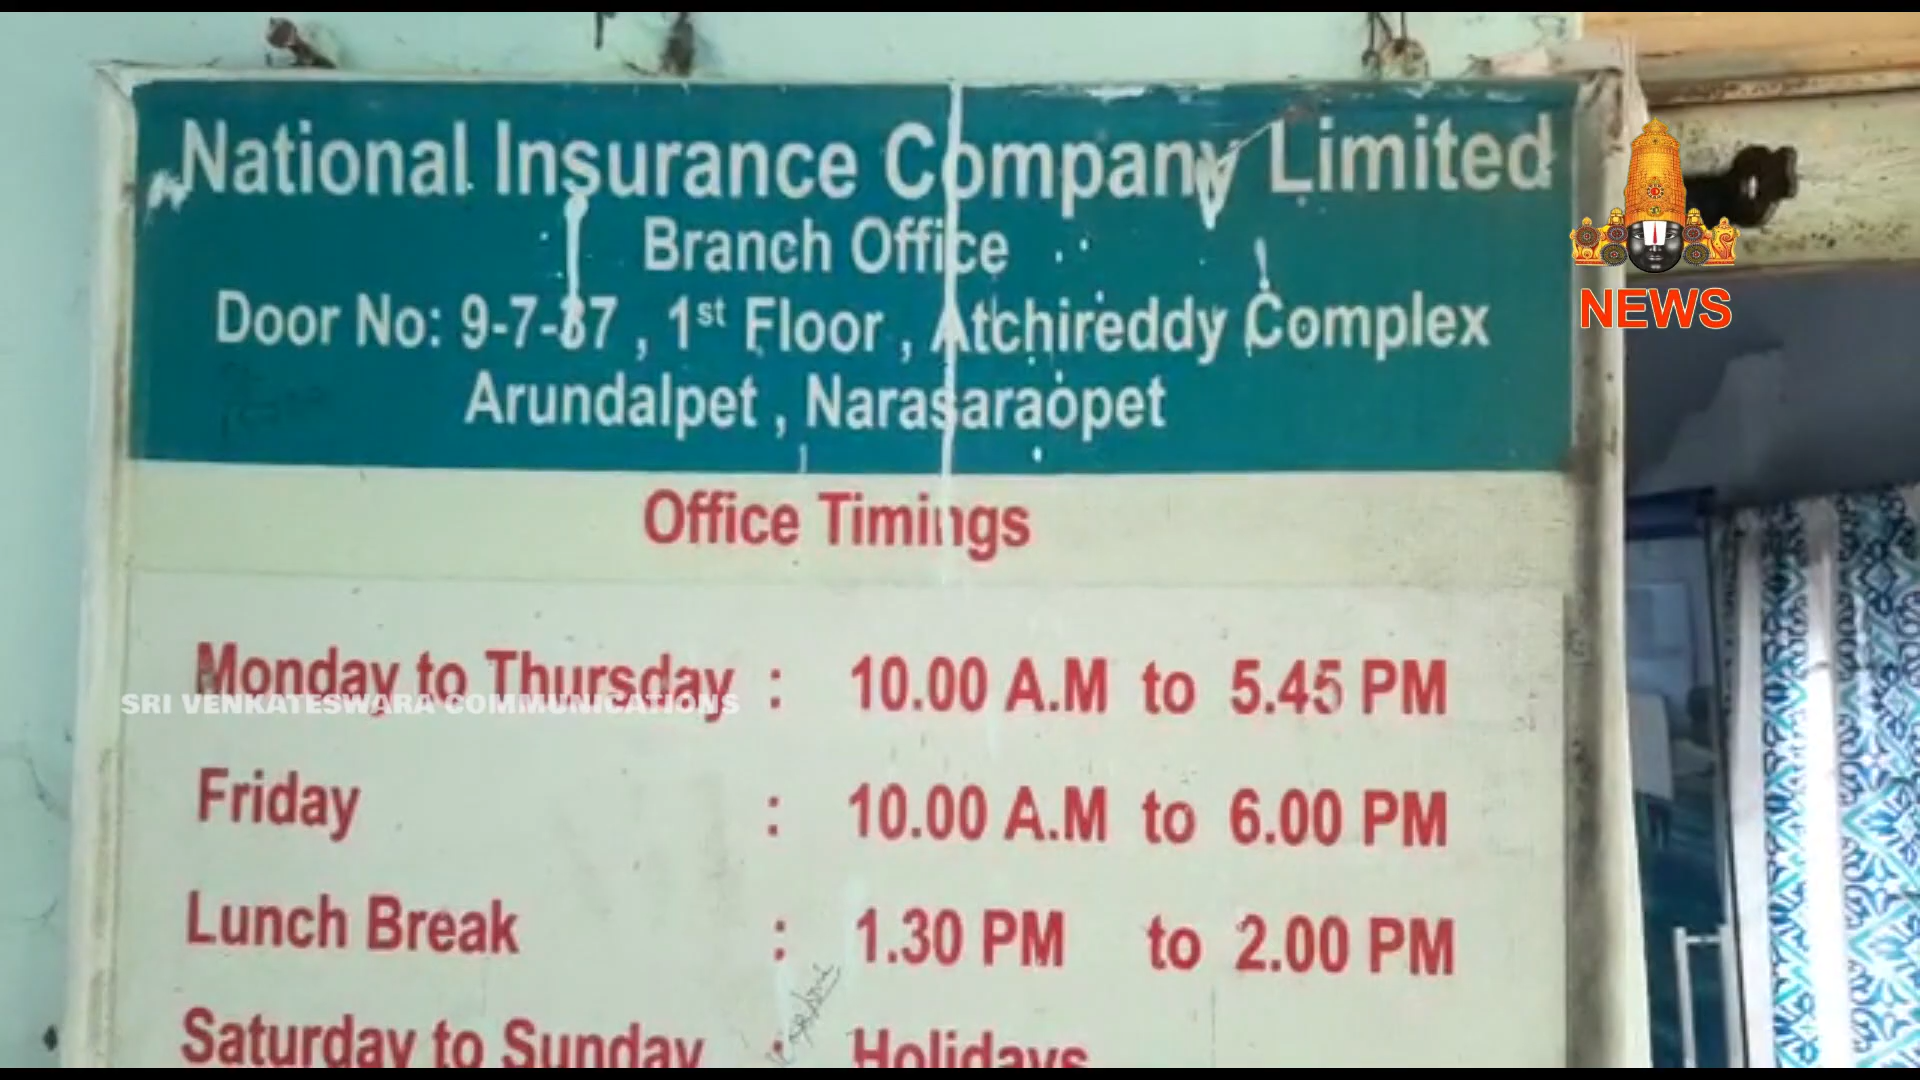 National Insurance Company Limited
Branch Office
Door No: 9-7-87 , 1st Floor , Atchireddy Complex
Arundalpet , Narasaraopet
NEWS
Office Timings
Monday to Thursday : 10.00 A.M to 5.45 PM
SRI VENKATESWARA COMMUNICATIONS
Friday : 10.00 A.M to 6.00 PM
Lunch Break : 1.30 PM to 2.00 PM
Saturday to Sunday : Holidays